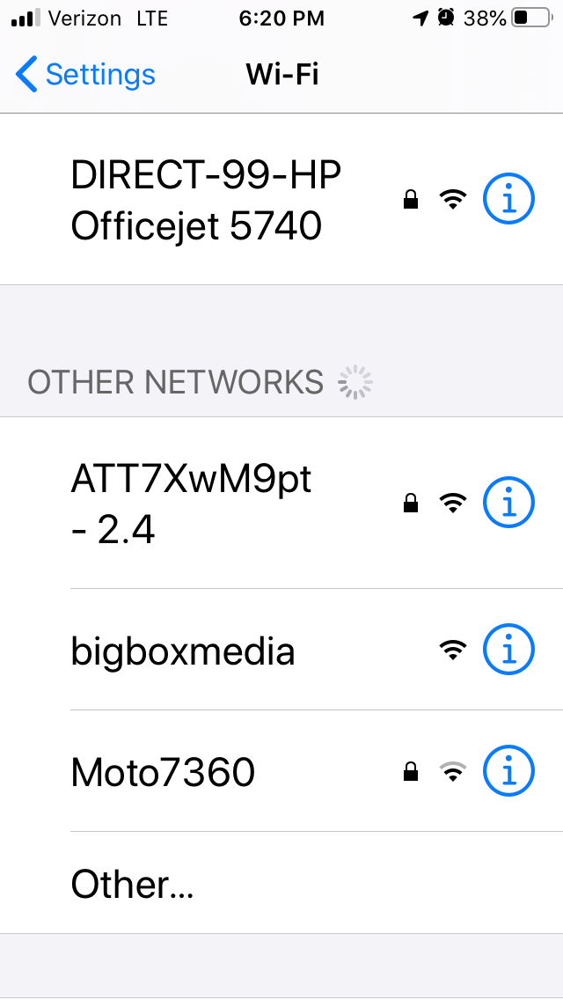 Verizon LTE 6:20 PM 38%
Settings Wi-Fi
DIRECT-99-HP
Officejet 5740
OTHER NETWORKS
ATT7XwM9pt
- 2.4
bigboxmedia
Moto7360
Other...